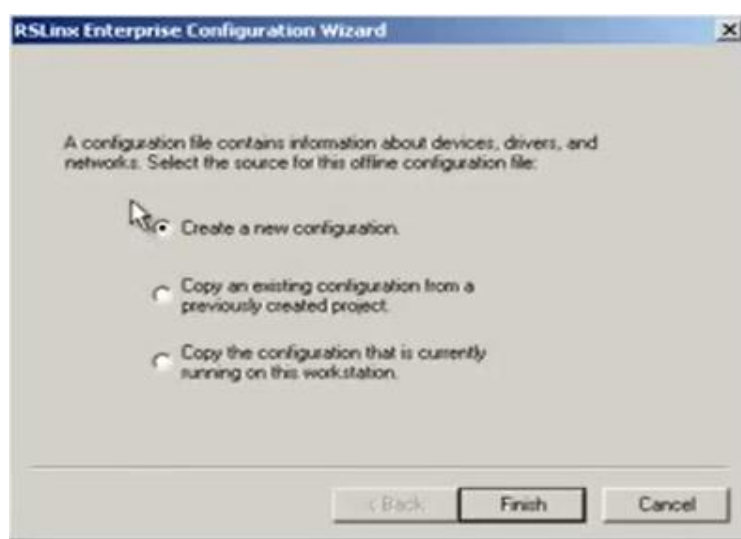 RSLinx Enterprise Configuration Wizard
A configuration file contains information about devices, drivers, and
networks. Select the source for this offline configuration file:
Create a new configuration.
Copy an existing configuration from a
previously created project.
Copy the configuration that is currently
running on this workstation.
< Back
Finish
Cancel